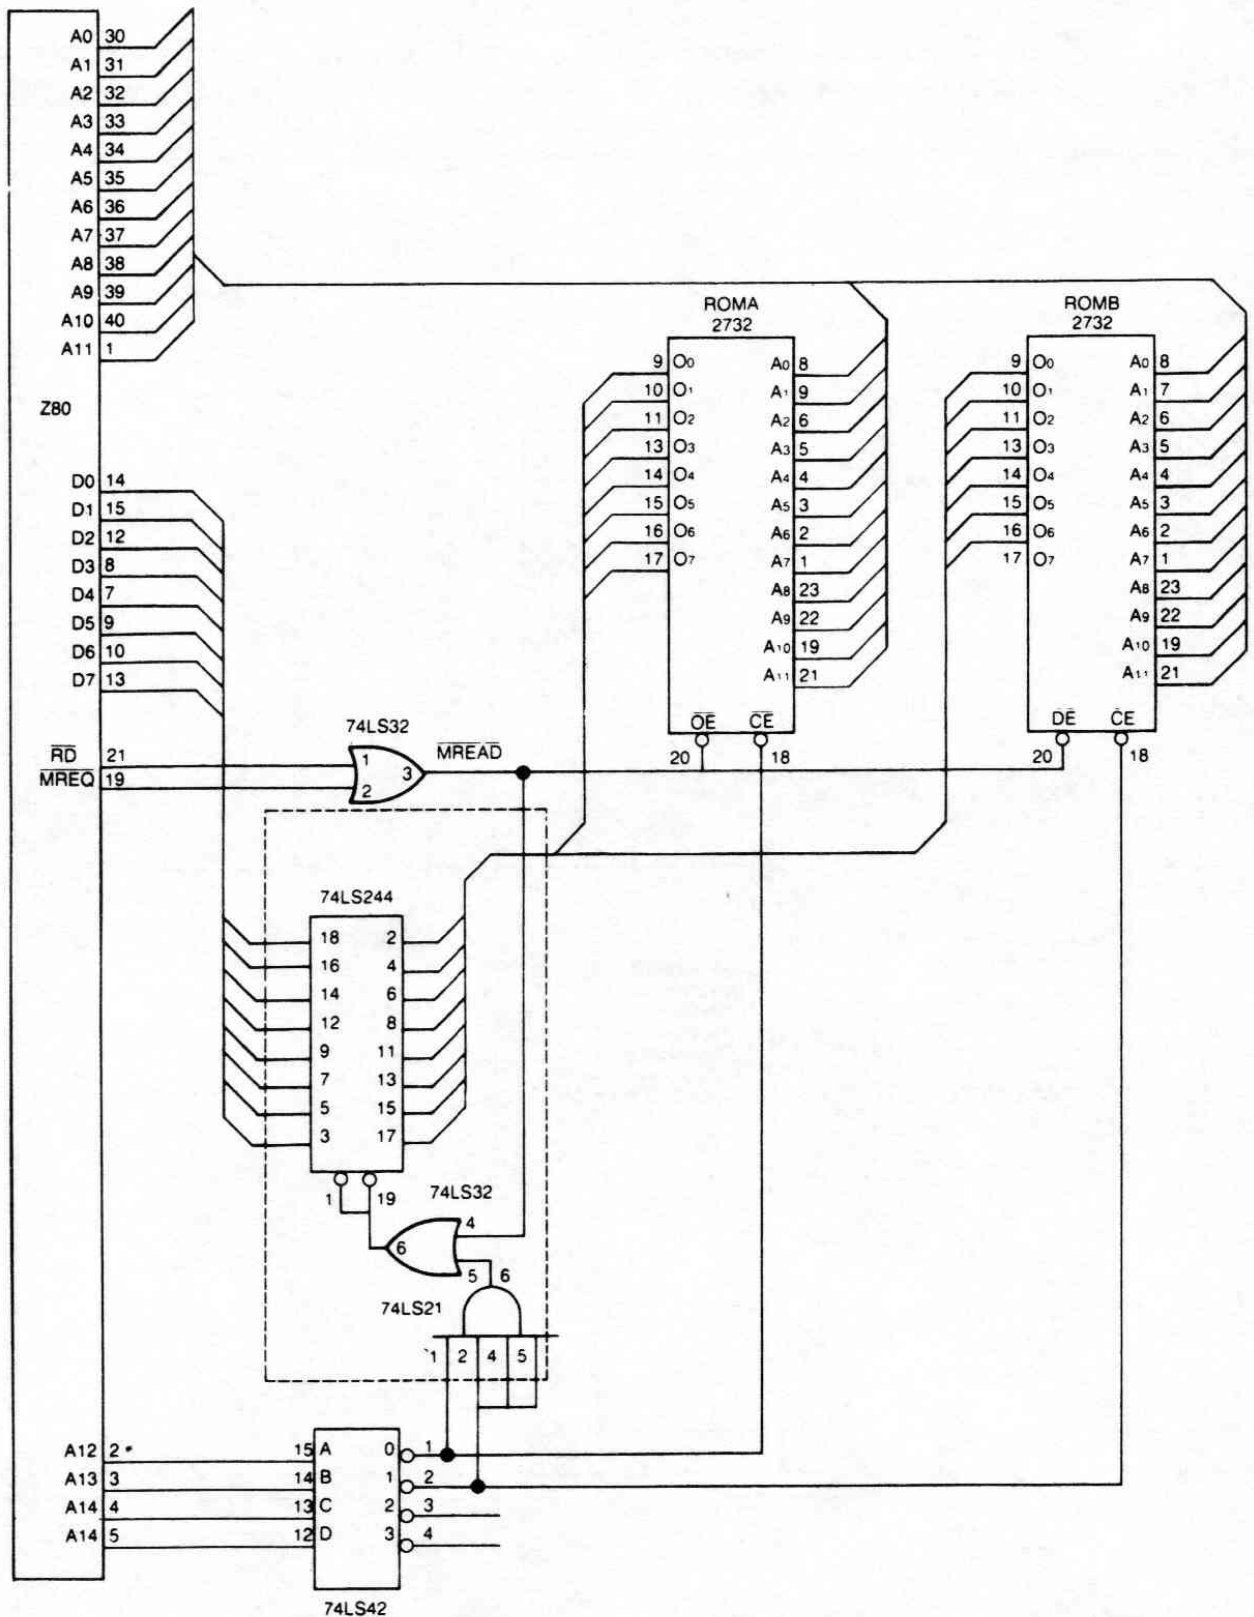 A0 30
A1 31
A2 32
A3 33
A4 34
A5 35
A6 36
A7 37
A8 38
A9 39
A10 40
A11 1
Z80
D0 14
D1 15
D2 12
D3 8
D4 7
D5 9
D6 10
D7 13
RD 21
MREQ 19
A12 2
A13 3
A14 4
A14 5
ROMA
2732
9 O0 A0 8
10 O1 A1 9
11 O2 A2 6
13 O3 A3 5
14 O4 A4 4
15 O5 A5 3
16 O6 A6 2
17 O7 A7 1
A8 23
A9 22
A10 19
A11 21
OE CE
20 18
ROMB
2732
9 O0 A0 8
10 O1 A1 7
11 O2 A2 6
13 O3 A3 5
14 O4 A4 4
15 O5 A5 3
16 O6 A6 2
17 O7 A7 1
A8 23
A9 22
A10 19
A11 21
DE CE
20 18
74LS32
1 3
2
MREAD
74LS244
18 2
16 4
14 6
12 8
9 11
7 13
5 15
3 17
1 19
74LS32
4
6
5 6
74LS21
1 2 4 5
15 A 0 1
14 B 1 2
13 C 2 3
12 D 3 4
74LS42